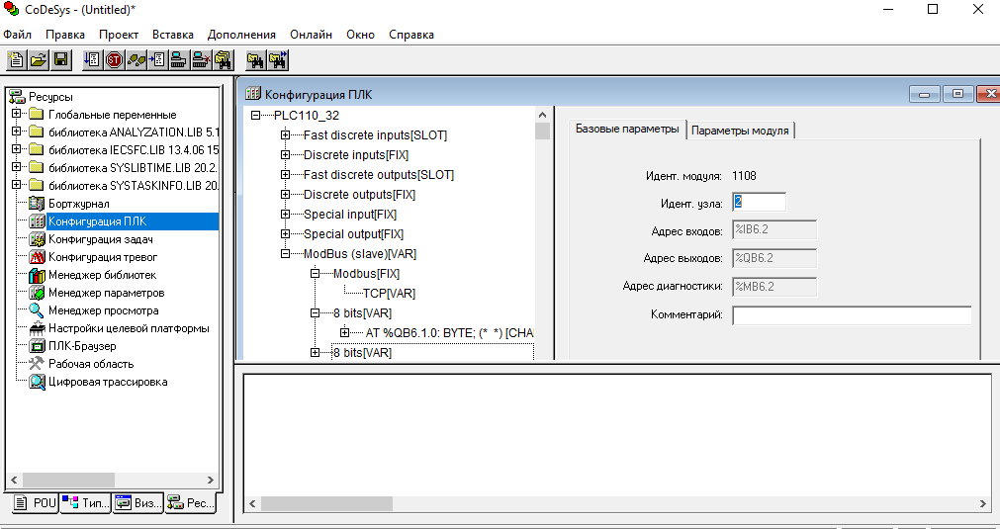 CoDeSys - (Untitled)*
Файл Правка Проект Вставка Дополнения Онлайн Окно Справка
STOP
Ресурсы
Глобальные переменные
библиотека ANALYZATION.LIB 5.1
библиотека IECSFC.LIB 13.4.06 15
библиотека SYSLIBTIME.LIB 20.2.
библиотека SYSTASKINFO.LIB 20.
Бортжурнал
Конфигурация ПЛК
Конфигурация задач
Конфигурация тревог
Менеджер библиотек
Менеджер параметров
Менеджер просмотра
Настройки целевой платформы
ПЛК-Браузер
Рабочая область
Цифровая трассировка
POU Тип... Виз... Рес...
Конфигурация ПЛК
PLC110_32
Fast discrete inputs[SLOT]
Discrete inputs[FIX]
Fast discrete outputs[SLOT]
Discrete outputs[FIX]
Special input[FIX]
Special output[FIX]
ModBus (slave)[VAR]
Modbus[FIX]
TCP[VAR]
8 bits[VAR]
AT %QB6.1.0: BYTE; (* *) [CHA
8 bits[VAR]
Базовые параметры Параметры модуля
Идент. модуля: 1108
Идент. узла: 2
Адрес входов: %IB6.2
Адрес выходов: %QB6.2
Адрес диагностики: %MB6.2
Комментарий: